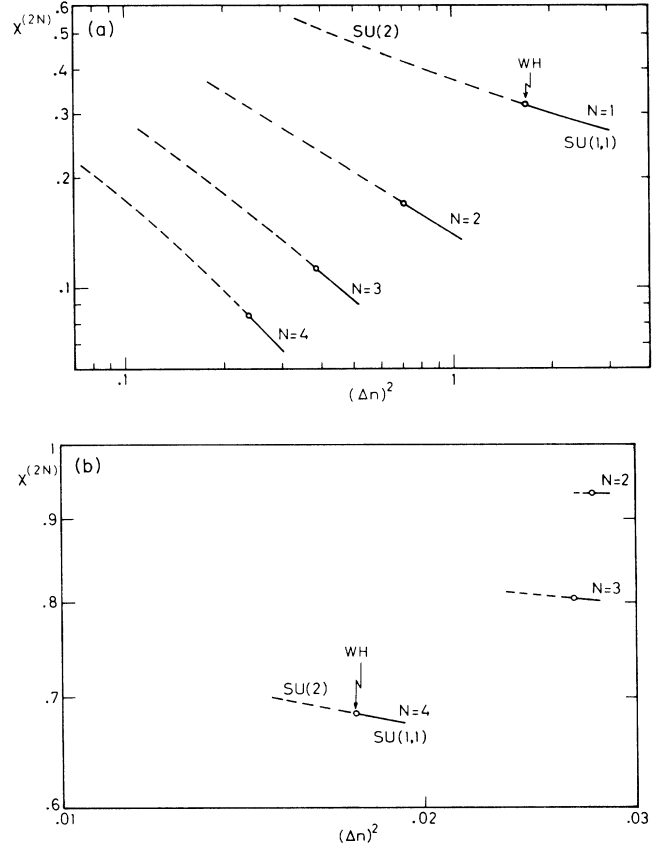 .6
χ(2N)
(a)
.5
SU(2)
.4
WH
.3
N=1
SU(1,1)
.2
N=2
.1
N=3
N=4
.1
1
(Δn)²
1
χ(2N)
(b)
N=2
.9
.8
N=3
WH
.7
SU(2)
N=4
SU(1,1)
.6
.01
.02
.03
(Δn)²